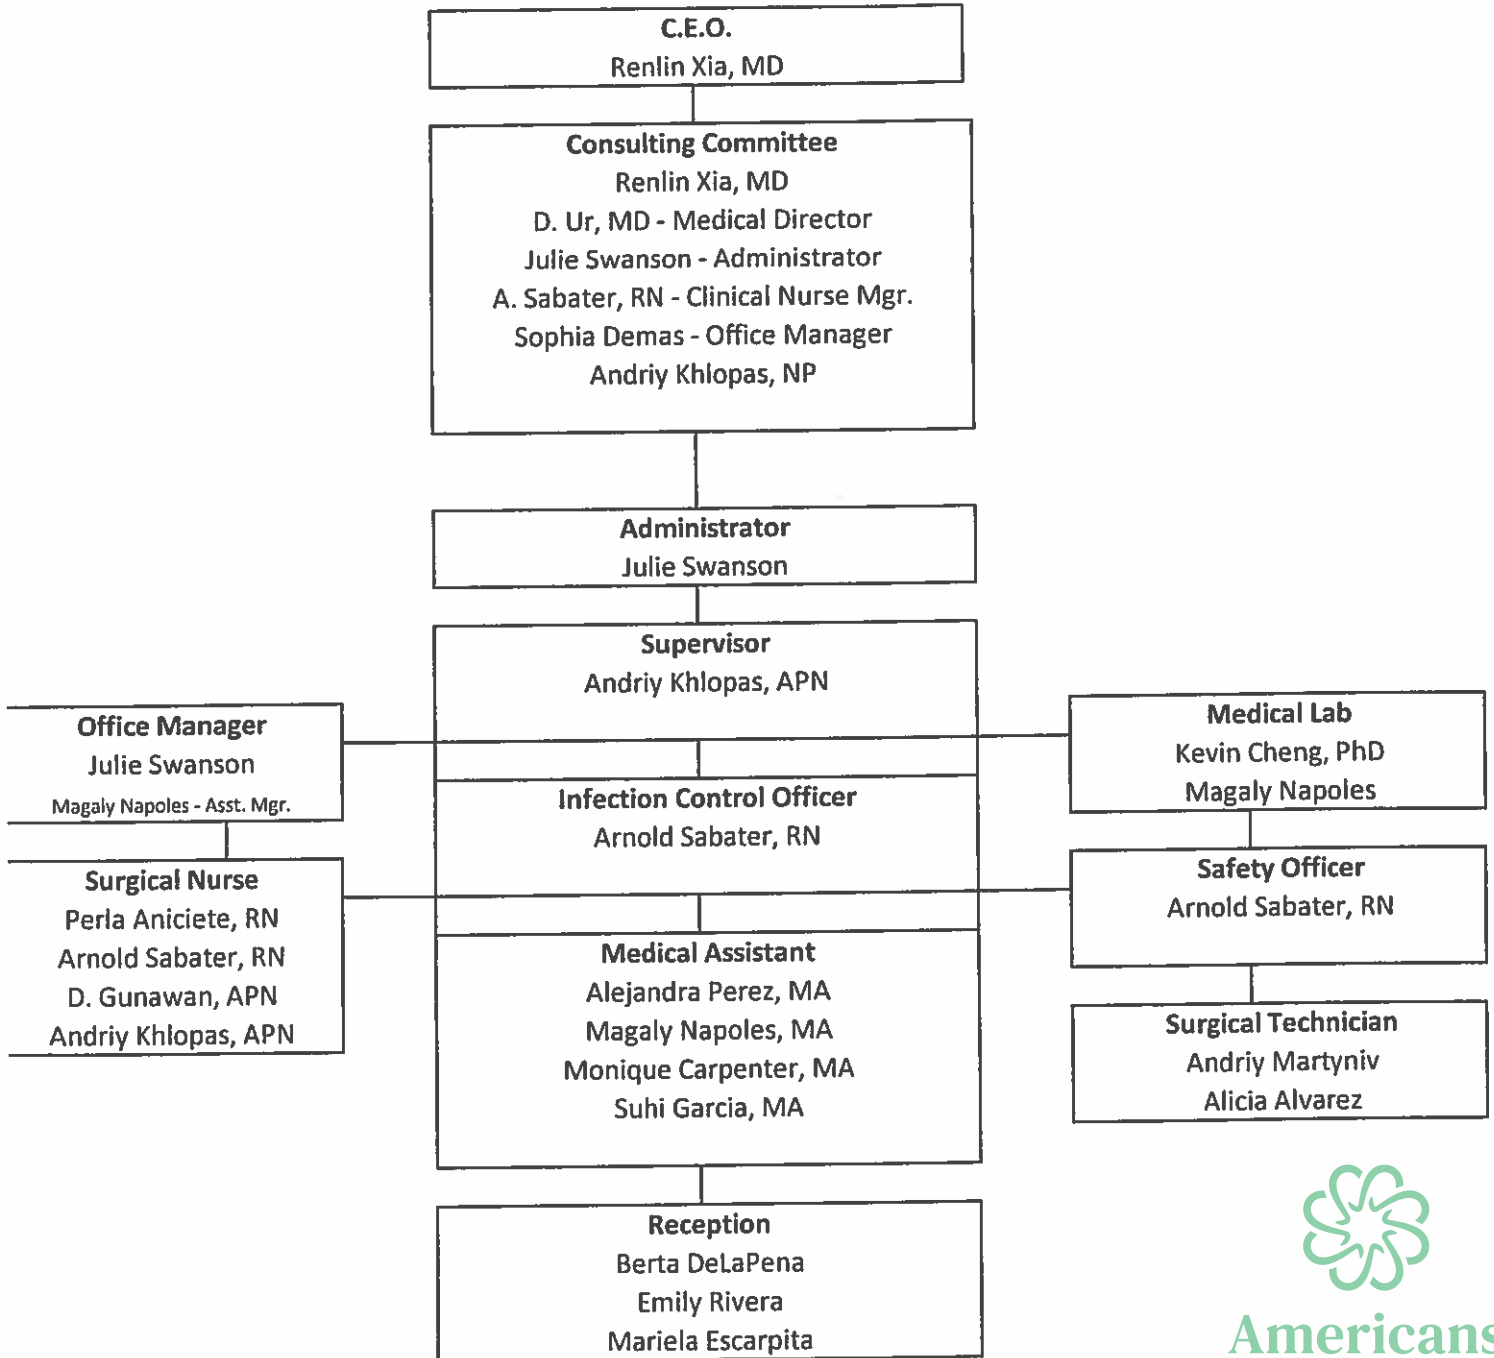 C.E.O.
Renlin Xia, MD
Consulting Committee
Renlin Xia, MD
D. Ur, MD - Medical Director
Julie Swanson - Administrator
A. Sabater, RN - Clinical Nurse Mgr.
Sophia Demas - Office Manager
Andriy Khlopas, NP
Administrator
Julie Swanson
Supervisor
Andriy Khlopas, APN
Office Manager
Julie Swanson
Magaly Napoles - Asst. Mgr.
Medical Lab
Kevin Cheng, PhD
Magaly Napoles
Infection Control Officer
Arnold Sabater, RN
Surgical Nurse
Perla Aniciete, RN
Arnold Sabater, RN
D. Gunawan, APN
Andriy Khlopas, APN
Safety Officer
Arnold Sabater, RN
Medical Assistant
Alejandra Perez, MA
Magaly Napoles, MA
Monique Carpenter, MA
Suhi Garcia, MA
Surgical Technician
Andriy Martyniv
Alicia Alvarez
Reception
Berta DeLaPena
Emily Rivera
Mariela Escarpita
Americans